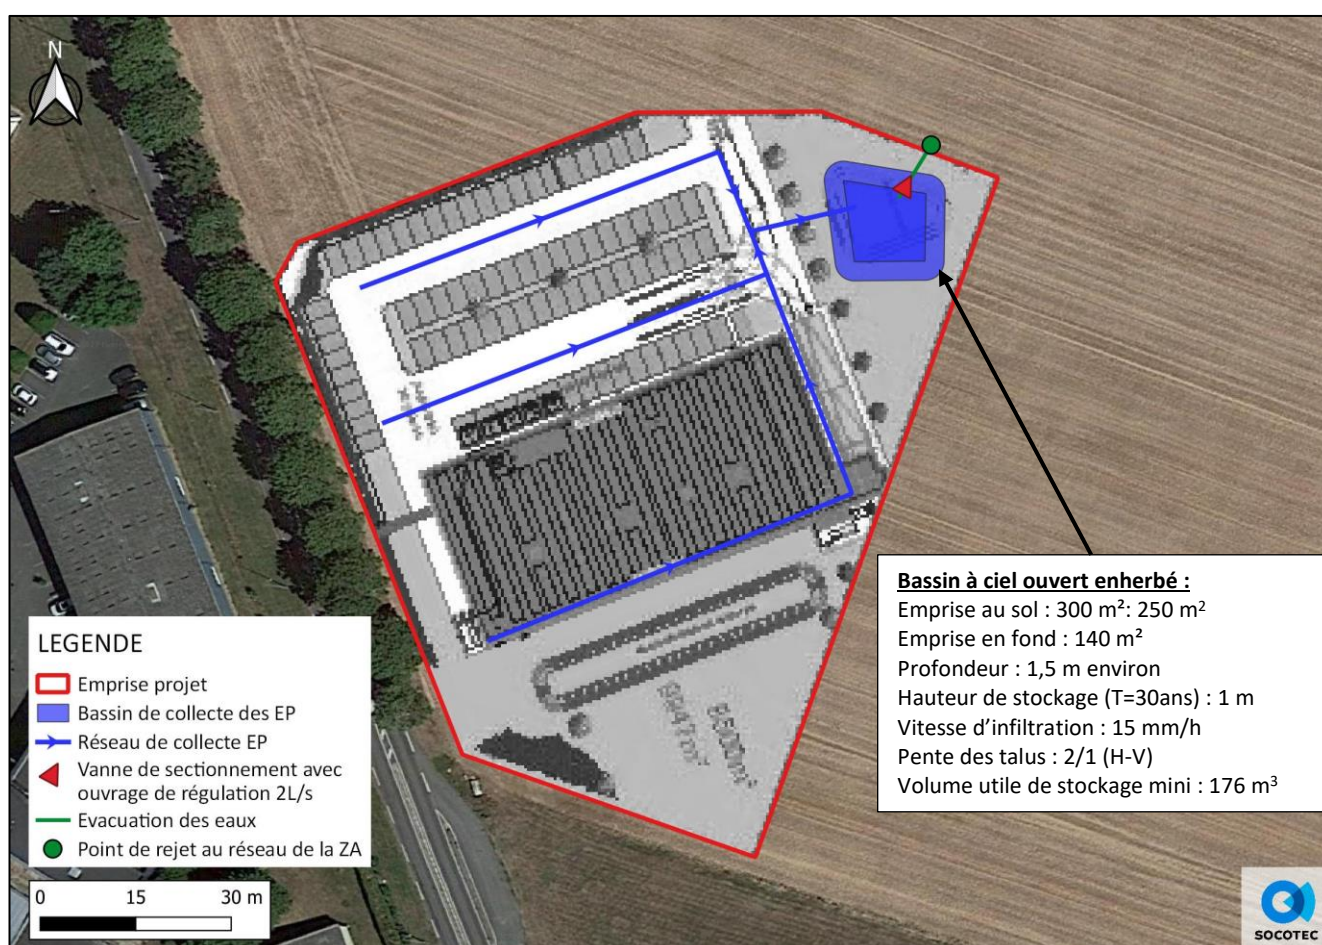 N
Bassin à ciel ouvert enherbé :
Emprise au sol : 300 m²: 250 m²
Emprise en fond : 140 m²
Profondeur : 1,5 m environ
Hauteur de stockage (T=30ans) : 1 m
Vitesse d’infiltration : 15 mm/h
Pente des talus : 2/1 (H-V)
Volume utile de stockage mini : 176 m³
LEGENDE
Emprise projet
Bassin de collecte des EP
Réseau de collecte EP
Vanne de sectionnement avec
ouvrage de régulation 2L/s
Evacuation des eaux
Point de rejet au réseau de la ZA
0 15 30 m
SOCOTEC